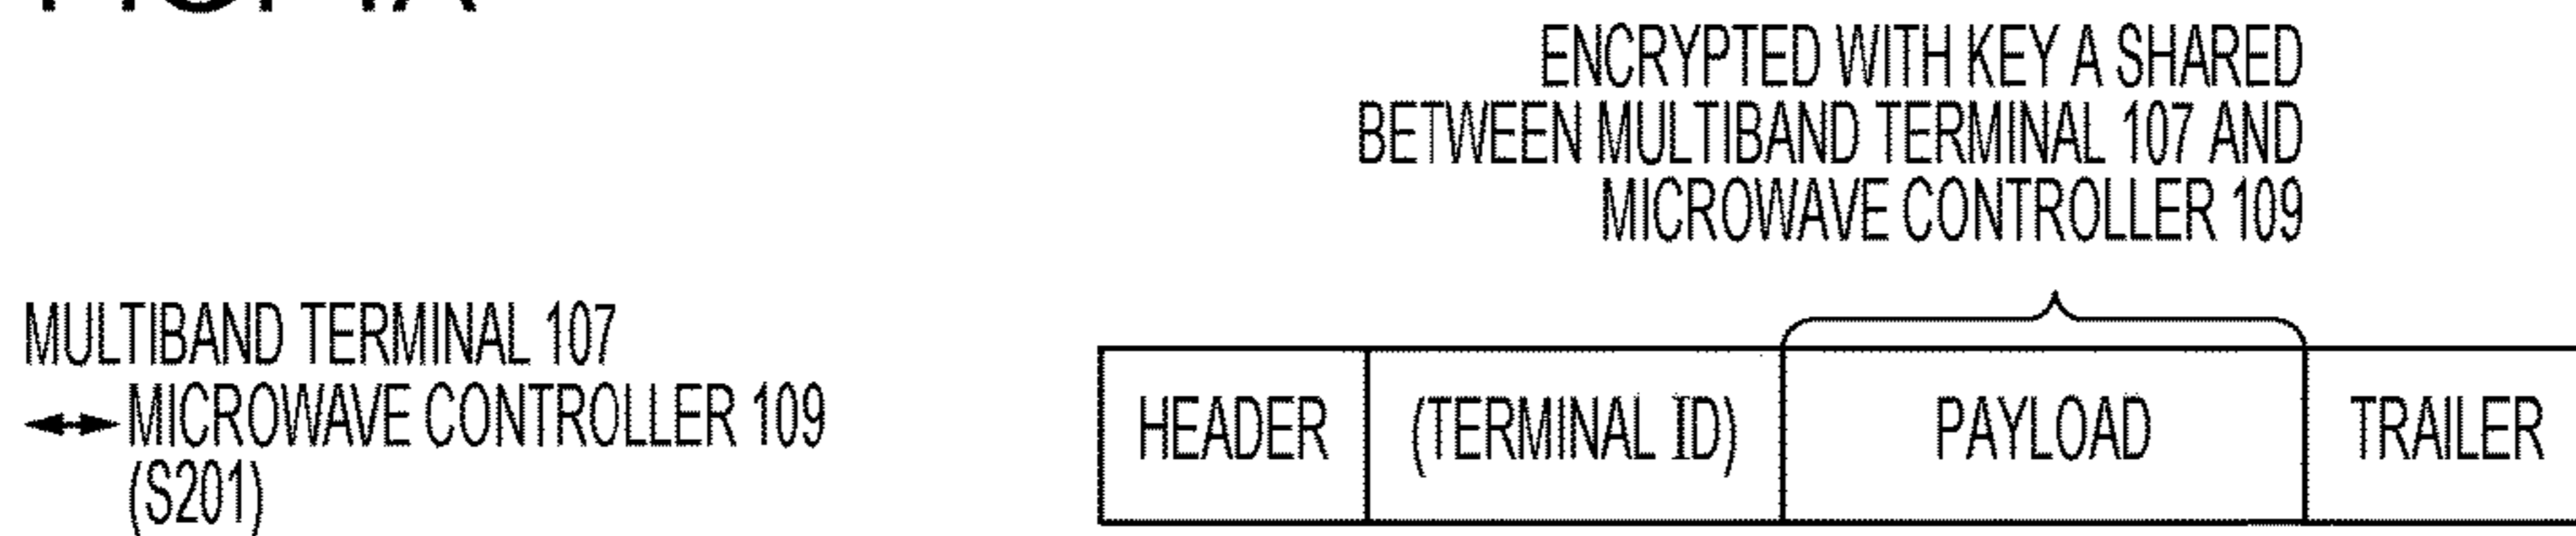 ENCRYPTED WITH KEY A SHARED
BETWEEN MULTIBAND TERMINAL 107 AND
MICROWAVE CONTROLLER 109
MULTIBAND TERMINAL 107
MICROWAVE CONTROLLER 109
(S201)
HEADER (TERMINAL ID) PAYLOAD TRAILER